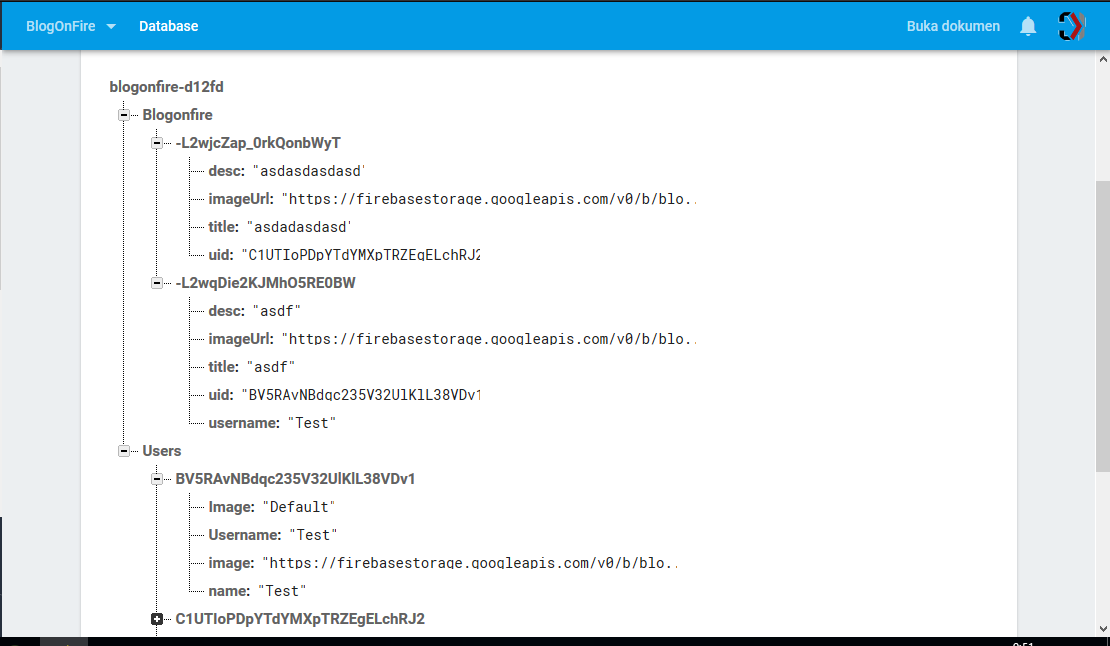 BlogOnFire Database Buka dokumen
blogonfire-d12fd
Blogonfire
-L2wjcZap_0rkQonbWyT
desc: "asdasdasdasd"
imageUrl: "https://firebasestorage.googleapis.com/v0/b/blo..
title: "asdadasdasd"
uid: "C1UTIoPDpYTdYMXpTRZEgELchRJ2
-L2wqDie2KJMhO5RE0BW
desc: "asdf"
imageUrl: "https://firebasestorage.googleapis.com/v0/b/blo..
title: "asdf"
uid: "BV5RAvNBdqc235V32UlKlL38VDv1
username: "Test"
Users
BV5RAvNBdqc235V32UlKlL38VDv1
Image: "Default"
Username: "Test"
image: "https://firebasestorage.googleapis.com/v0/b/blo..
name: "Test"
C1UTIoPDpYTdYMXpTRZEgELchRJ2